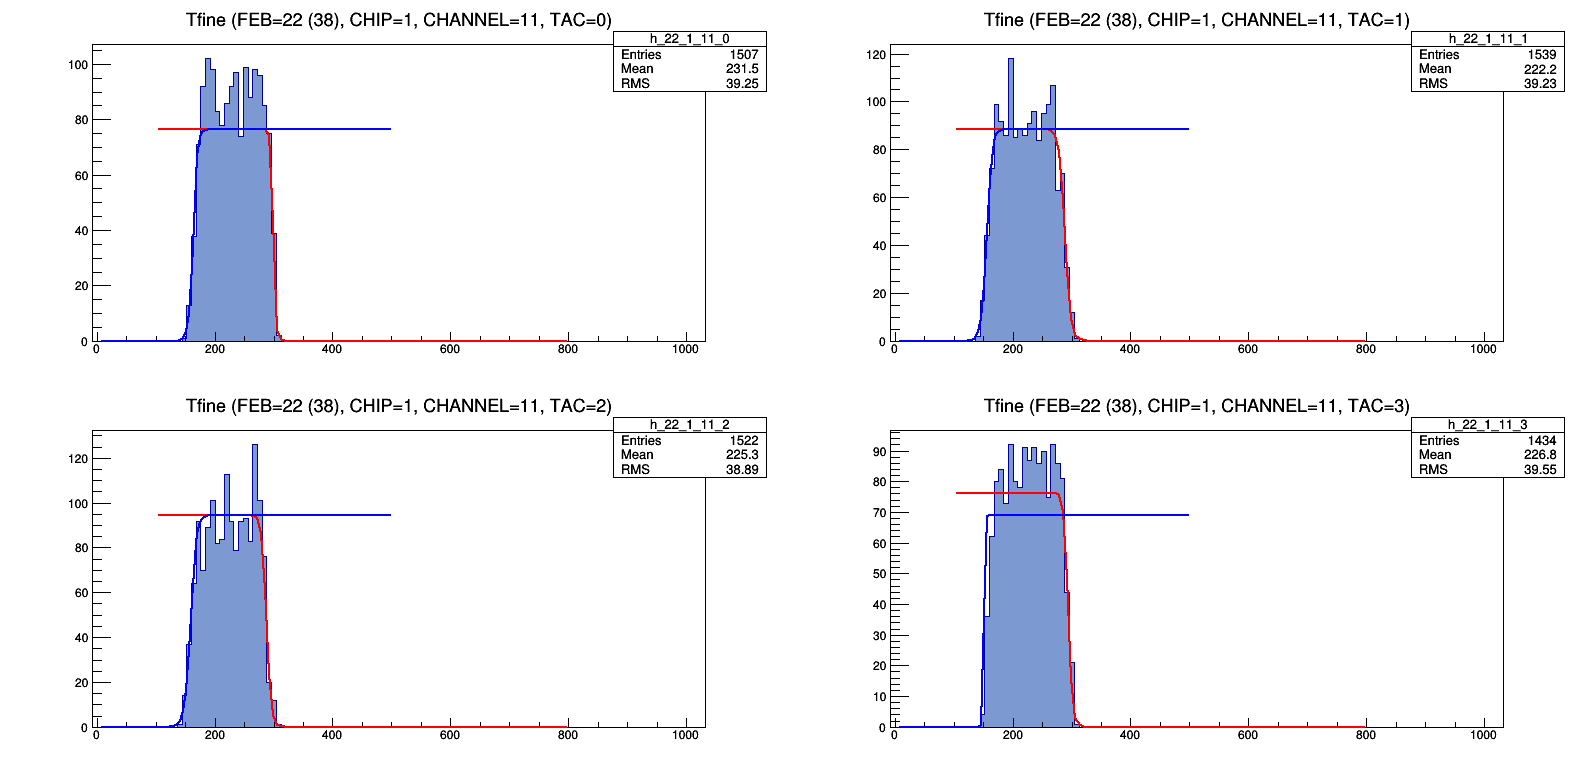 Tfine (FEB=22 (38), CHIP=1, CHANNEL=11, TAC=0)
h_22_1_11_0
Entries 1507
Mean 231.5
RMS 39.25
100
80
60
40
20
0
0 200 400 600 800 1000
Tfine (FEB=22 (38), CHIP=1, CHANNEL=11, TAC=1)
h_22_1_11_1
Entries 1539
Mean 222.2
RMS 39.23
120
100
80
60
40
20
0
0 200 400 600 800 1000
Tfine (FEB=22 (38), CHIP=1, CHANNEL=11, TAC=2)
h_22_1_11_2
Entries 1522
Mean 225.3
RMS 38.89
120
100
80
60
40
20
0
0 200 400 600 800 1000
Tfine (FEB=22 (38), CHIP=1, CHANNEL=11, TAC=3)
h_22_1_11_3
Entries 1434
Mean 226.8
RMS 39.55
90
80
70
60
50
40
30
20
10
0
0 200 400 600 800 1000